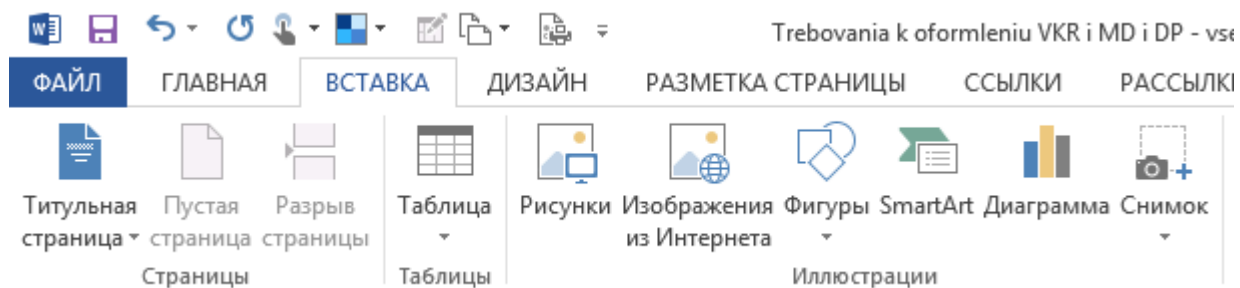 Trebovania k oformleniu VKR i MD i DP - vse
ФАЙЛ ГЛАВНАЯ ВСТАВКА ДИЗАЙН РАЗМЕТКА СТРАНИЦЫ ССЫЛКИ РАССЫЛКИ
Титульная Пустая Разрыв Таблица Рисунки Изображения Фигуры SmartArt Диаграмма Снимок
страница страница страницы из Интернета
Страницы Таблицы Иллюстрации